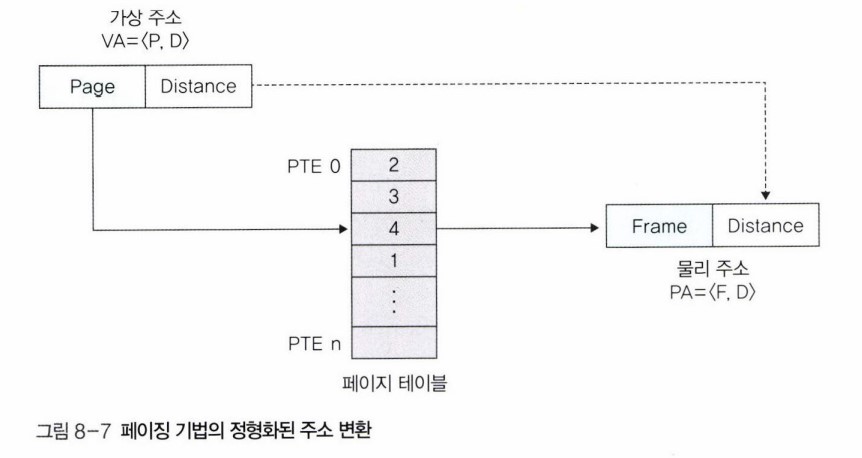 가상 주소
VA=⟨P, D⟩
Page
Distance
PTE 0
2
3
4
1
⋮
PTE n
페이지 테이블
Frame
Distance
물리 주소
PA=⟨F, D⟩
그림 8-7 페이징 기법의 정형화된 주소 변환